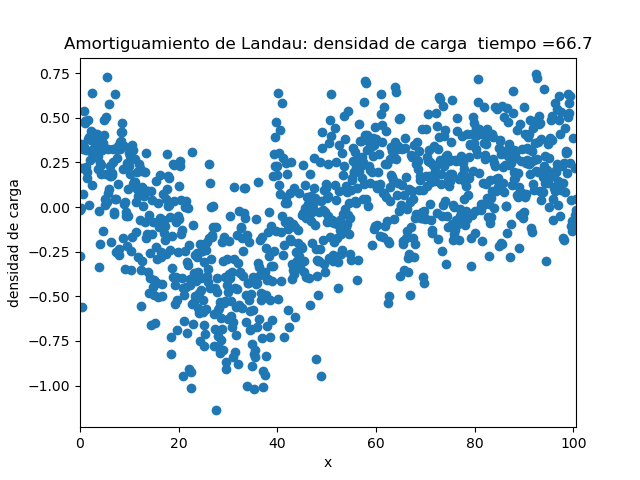 Amortiguamiento de Landau: densidad de carga  tiempo =66.7
0.75
0.50
0.25
0.00
−0.25
−0.50
−0.75
−1.00
densidad de carga
0 20 40 60 80 100
x